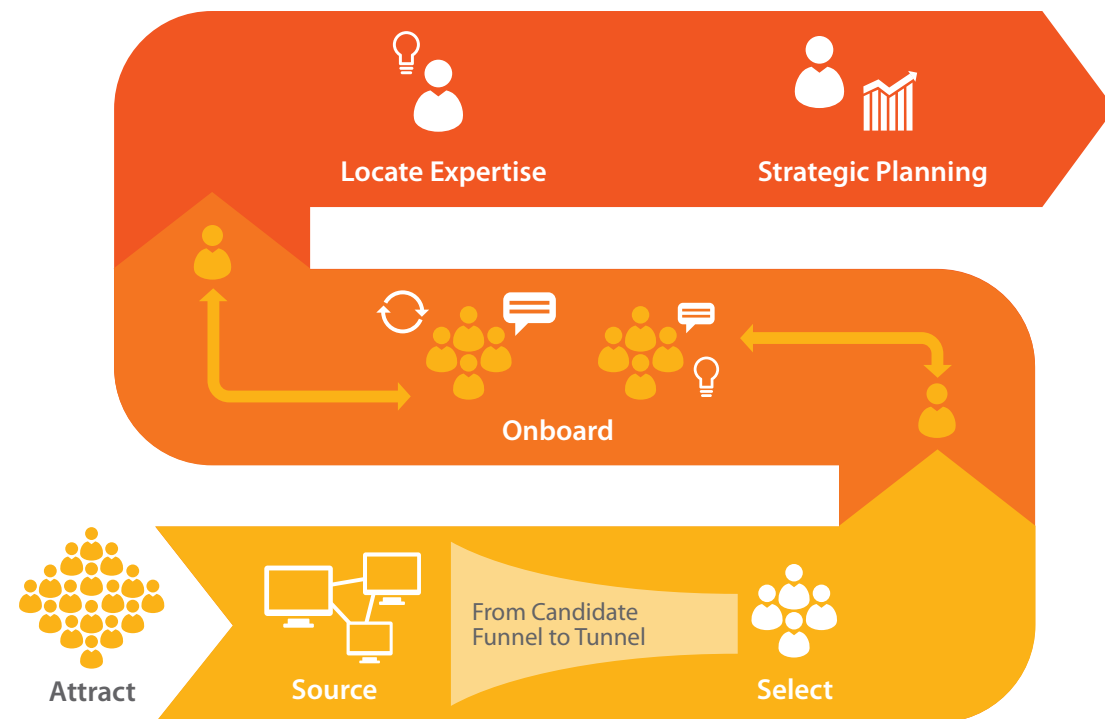 Locate Expertise
Strategic Planning
Onboard
From Candidate
Funnel to Tunnel
Attract
Source
Select